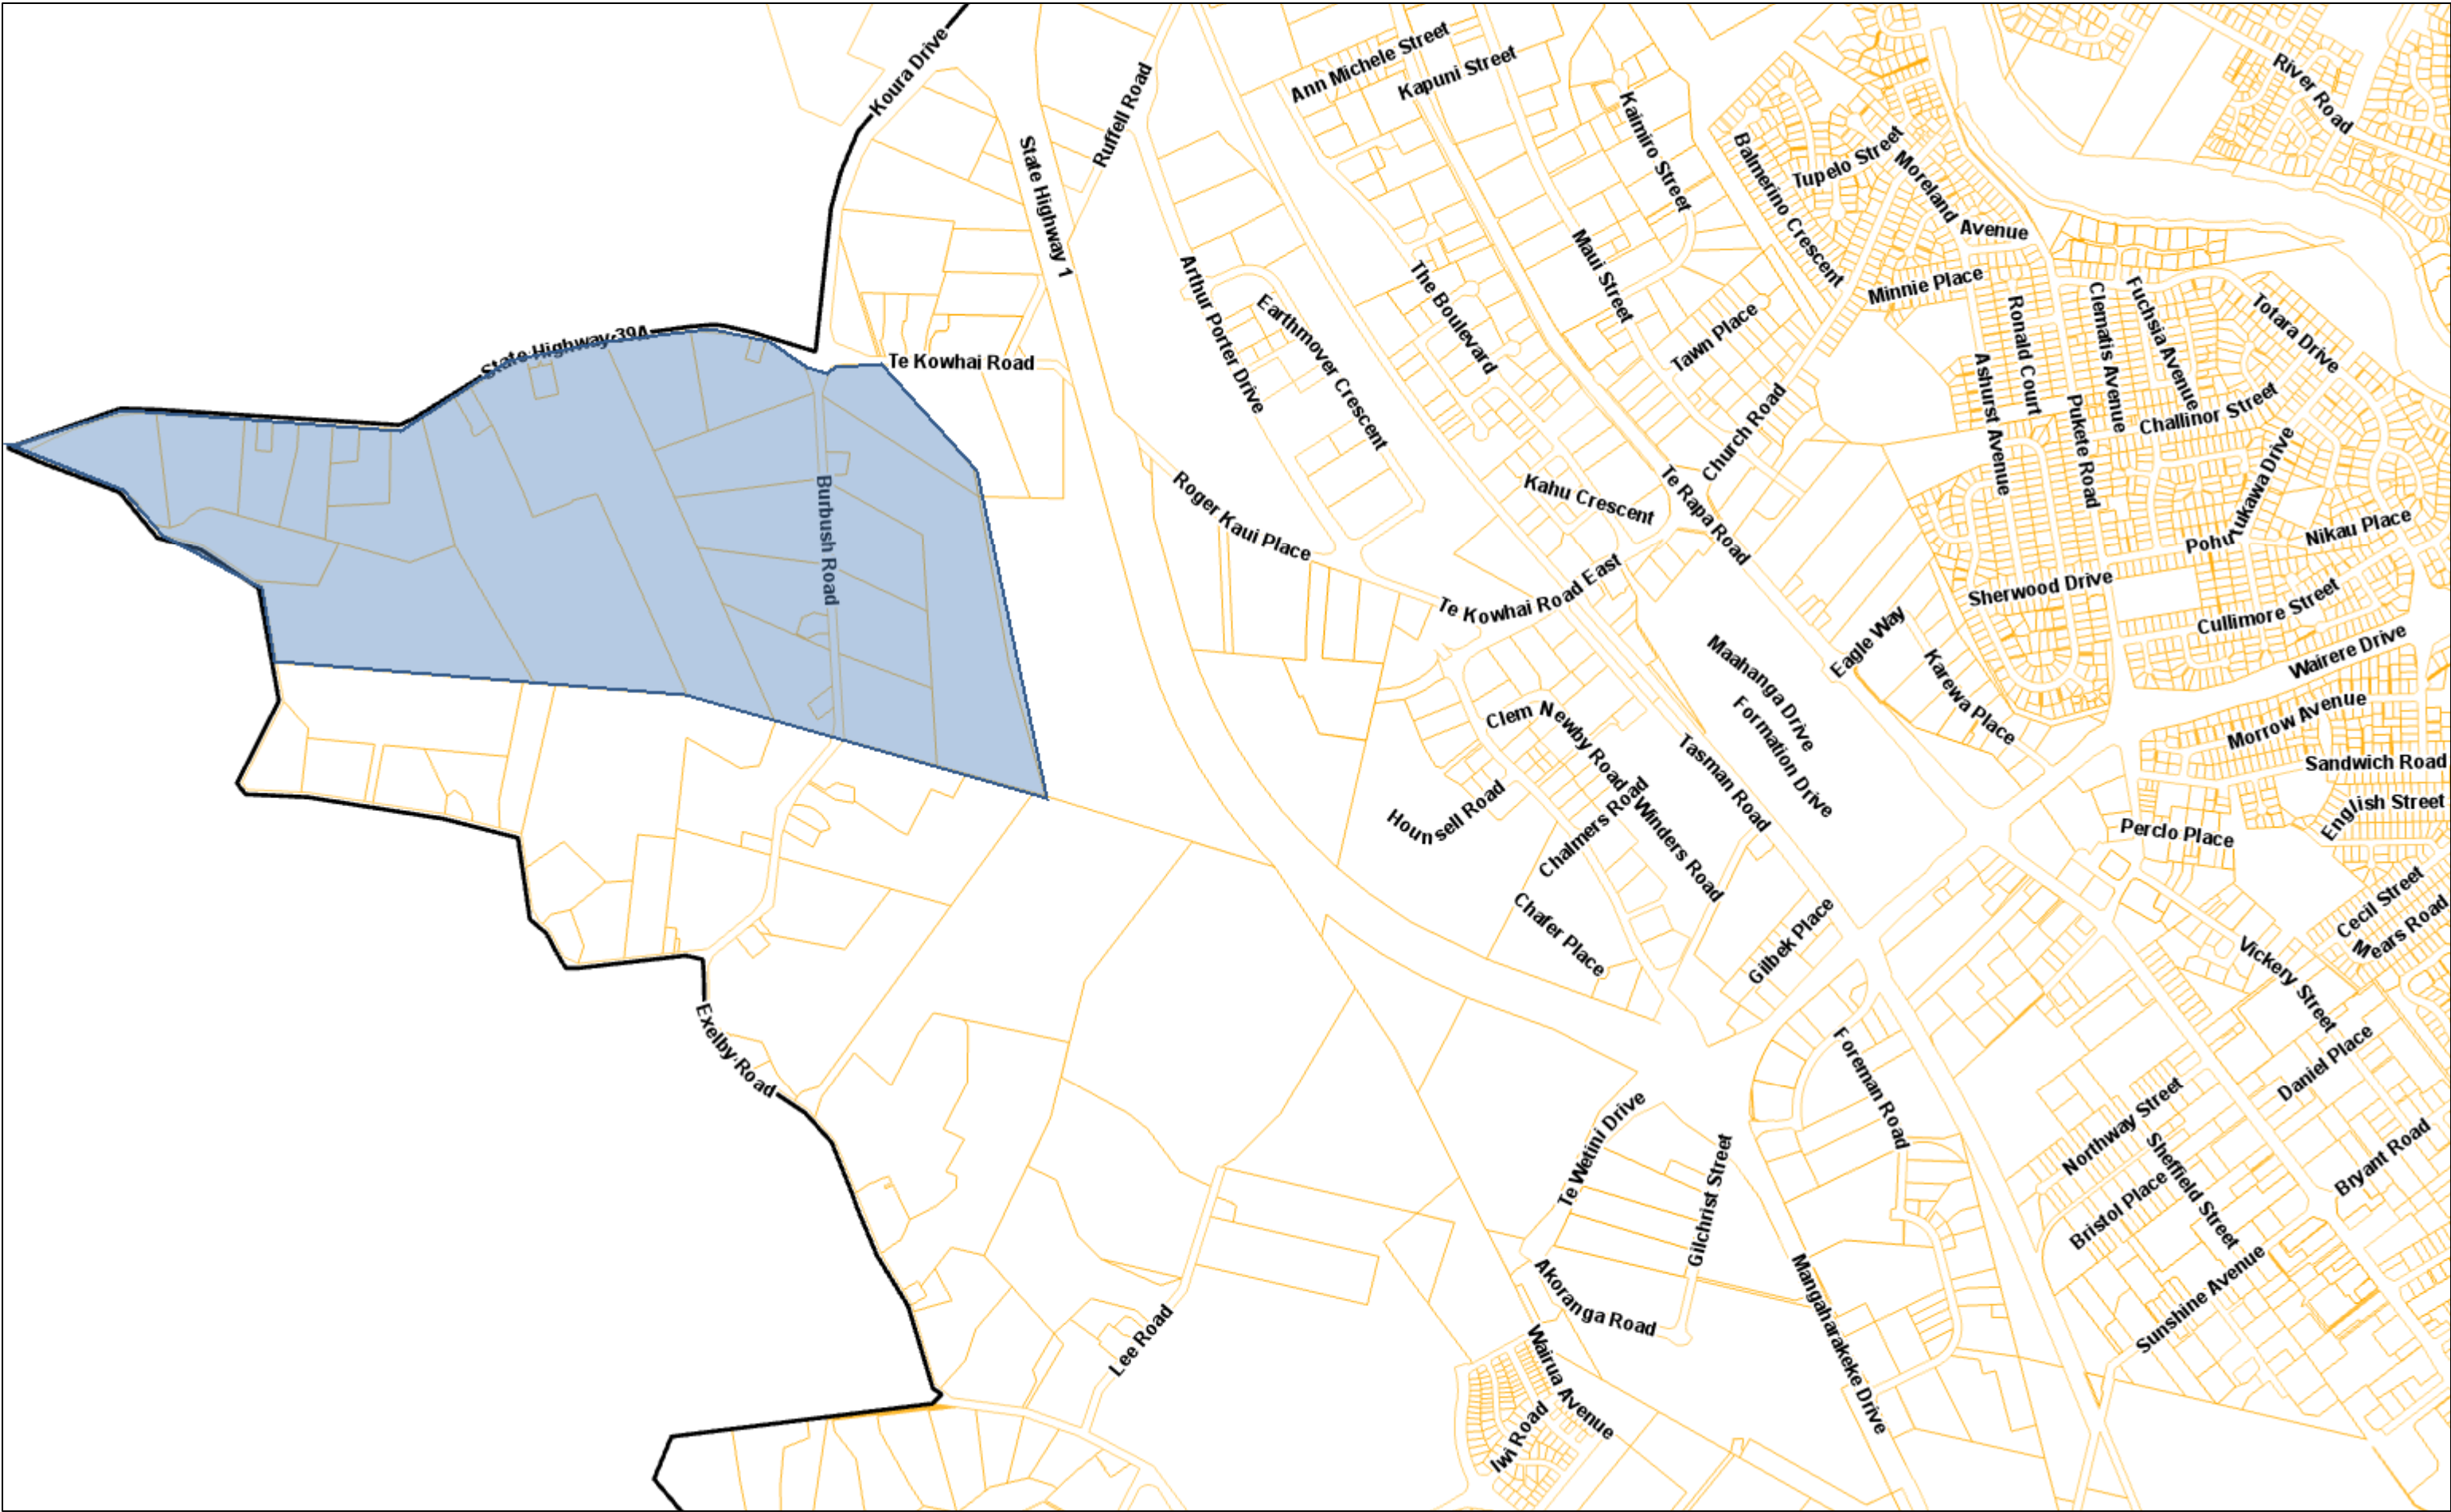 Koura Drive
Ruffell Road
State Highway 1
Ann Michele Street
Kapuni Street
Kaimiro Street
River Road
Tupelo Street
Moreland Avenue
Balmerino Crescent
Maui Street
Minnie Place
The Boulevard
Arthur Porter Drive
Earthmover Crescent
Tawn Place
Ronald Court
Clematis Avenue
Fuchsia Avenue
Totara Drive
State Highway 39A
Te Kowhai Road
Ashurst Avenue
Pukete Road
Challinor Street
Church Road
Burbush Road
Roger Kaui Place
Kahu Crescent
Te Rapa Road
Pohutukawa Drive
Nikau Place
Te Kowhai Road East
Sherwood Drive
Cullimore Street
Wairere Drive
Eagle Way
Karewa Place
Maahanga Drive
Formation Drive
Clem Newby Road
Tasman Road
Morrow Avenue
Sandwich Road
English Street
Perclo Place
Hounsell Road
Chalmers Road
Winders Road
Chafer Place
Gilbek Place
Cecil Street
Mears Road
Vickery Street
Exelby Road
Foreman Road
Daniel Place
Te Wetini Drive
Gilchrist Street
Northway Street
Sheffield Street
Bristol Place
Bryant Road
Sunshine Avenue
Akoranga Road
Mangaharakeke Drive
Lee Road
Wairua Avenue
Iwi Road